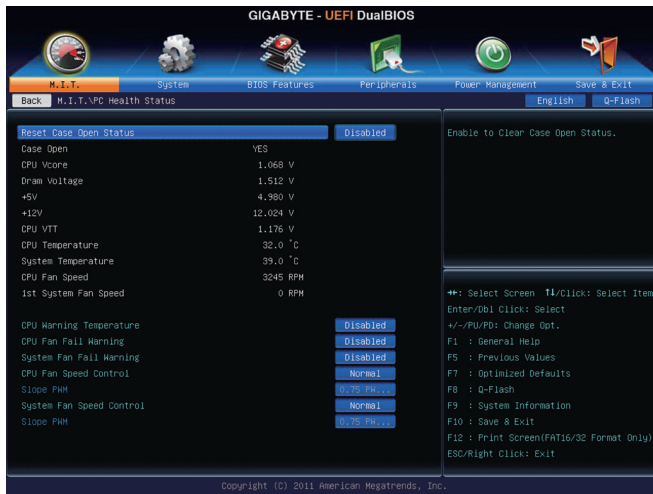 GIGABYTE - UEFI DualBIOS
M.I.T. System BIOS Features Peripherals Power Management Save & Exit
Back M.I.T.\PC Health Status English Q-Flash
Reset Case Open Status Disabled
Case Open YES
CPU Vcore 1.068 V
Dram Voltage 1.512 V
+5V 4.980 V
+12V 12.024 V
CPU VTT 1.176 V
CPU Temperature 32.0 °C
System Temperature 39.0 °C
CPU Fan Speed 3245 RPM
1st System Fan Speed 0 RPM
CPU Warning Temperature Disabled
CPU Fan Fail Warning Disabled
System Fan Fail Warning Disabled
CPU Fan Speed Control Normal
Slope PWM 0.75 PW...
System Fan Speed Control Normal
Slope PWM 0.75 PW...
Enable to Clear Case Open Status.
→←: Select Screen ↑↓/Click: Select Item
Enter/Dbl Click: Select
+/-/PU/PD: Change Opt.
F1 : General Help
F5 : Previous Values
F7 : Optimized Defaults
F8 : Q-Flash
F9 : System Information
F10 : Save & Exit
F12 : Print Screen(FAT16/32 Format Only)
ESC/Right Click: Exit
Copyright (C) 2011 American Megatrends, Inc.